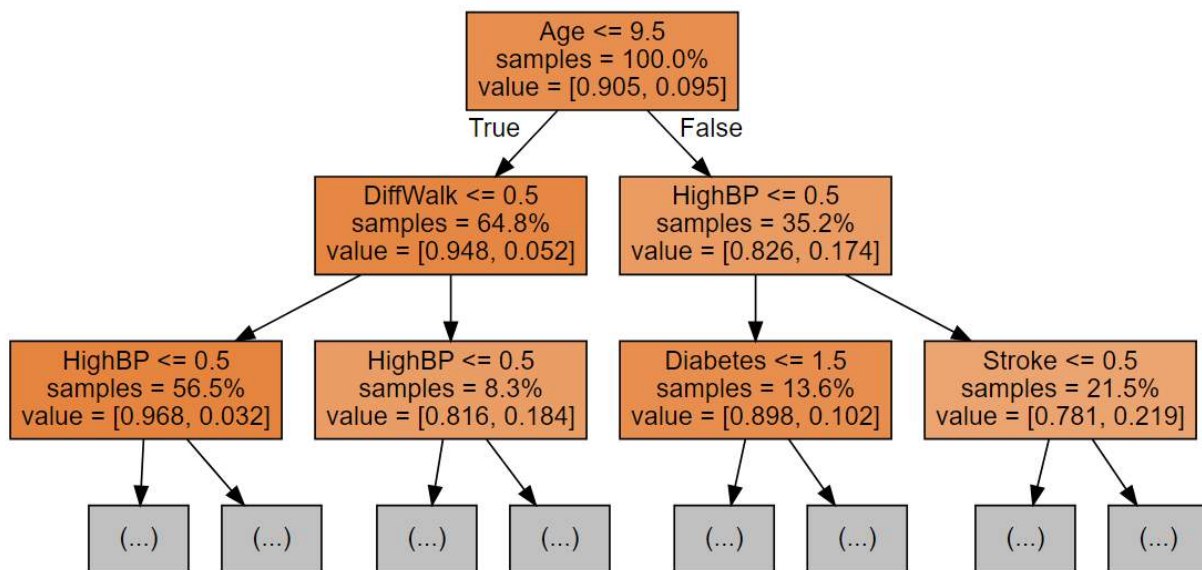 Age <= 9.5
samples = 100.0%
value = [0.905, 0.095]
True
False
DiffWalk <= 0.5
samples = 64.8%
value = [0.948, 0.052]
HighBP <= 0.5
samples = 35.2%
value = [0.826, 0.174]
HighBP <= 0.5
samples = 56.5%
value = [0.968, 0.032]
HighBP <= 0.5
samples = 8.3%
value = [0.816, 0.184]
Diabetes <= 1.5
samples = 13.6%
value = [0.898, 0.102]
Stroke <= 0.5
samples = 21.5%
value = [0.781, 0.219]
(...)
(...)
(...)
(...)
(...)
(...)
(...)
(...)